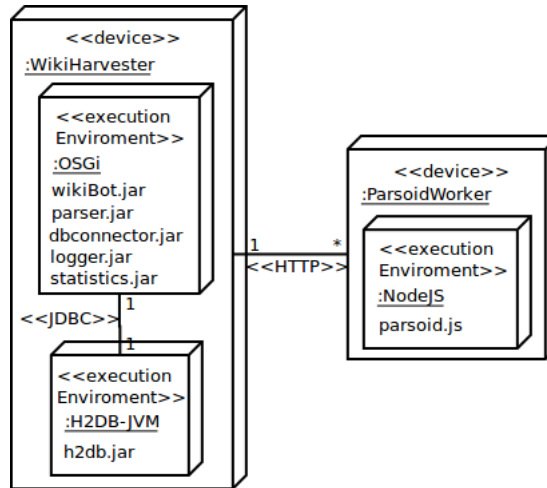 <<device>>
:WikiHarvester
<<execution
Enviroment>>
:OSGi
wikiBot.jar
parser.jar
dbconnector.jar
logger.jar
statistics.jar
1
<<JDBC>>
1
<<execution
Enviroment>>
:H2DB-JVM
h2db.jar
1 *
<<HTTP>>
<<device>>
:ParsoidWorker
<<execution
Enviroment>>
:NodeJS
parsoid.js